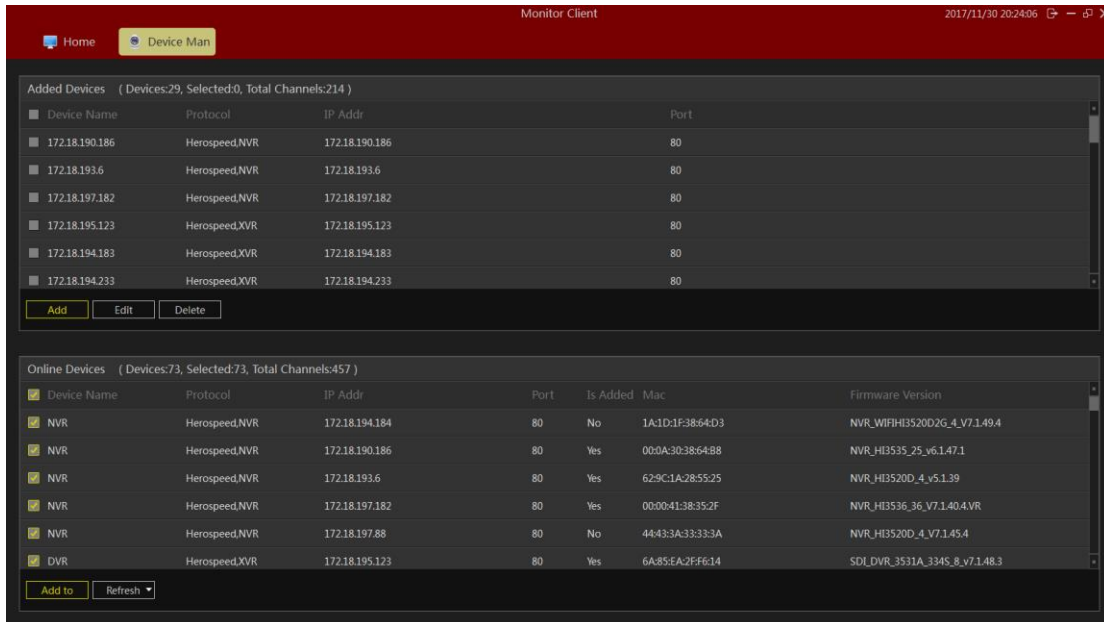 Monitor Client 2017/11/30 20:24:06
Home Device Man
Added Devices ( Devices:29, Selected:0, Total Channels:214 )
Device Name Protocol IP Addr Port
172.18.190.186 Herospeed,NVR 172.18.190.186 80
172.18.193.6 Herospeed,NVR 172.18.193.6 80
172.18.197.182 Herospeed,NVR 172.18.197.182 80
172.18.195.123 Herospeed,XVR 172.18.195.123 80
172.18.194.183 Herospeed,XVR 172.18.194.183 80
172.18.194.233 Herospeed,XVR 172.18.194.233 80
Add Edit Delete
Online Devices ( Devices:73, Selected:73, Total Channels:457 )
Device Name Protocol IP Addr Port Is Added Mac Firmware Version
NVR Herospeed,NVR 172.18.194.184 80 No 1A:1D:1F:38:64:D3 NVR_WIFIHI3520D2G_4_V7.1.49.4
NVR Herospeed,NVR 172.18.190.186 80 Yes 00:0A:30:38:64:B8 NVR_HI3535_25_v6.1.47.1
NVR Herospeed,NVR 172.18.193.6 80 Yes 62:9C:1A:28:55:25 NVR_HI3520D_4_v5.1.39
NVR Herospeed,NVR 172.18.197.182 80 Yes 00:00:41:38:35:2F NVR_HI3536_36_V7.1.40.4.VR
NVR Herospeed,NVR 172.18.197.88 80 No 44:43:3A:33:33:3A NVR_HI3520D_4_V7.1.45.4
DVR Herospeed,XVR 172.18.195.123 80 Yes 6A:85:EA:2F:F6:14 SDI_DVR_3531A_334S_8_v7.1.48.3
Add to Refresh